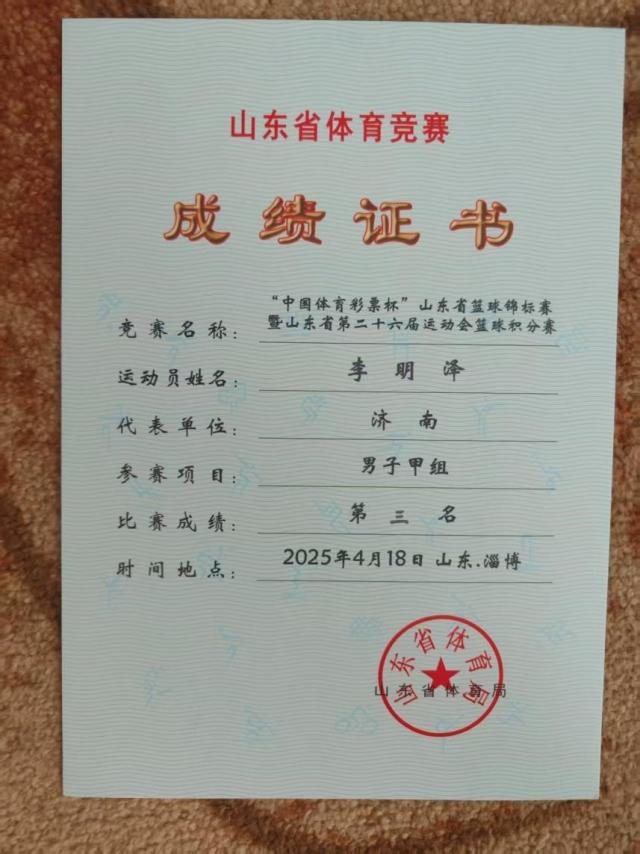 山东省体育竞赛
成绩证书
竞赛名称：“中国体育彩票杯”山东省篮球锦标赛
暨山东省第二十六届运动会篮球积分赛
运动员姓名：李明泽
代表单位：济南
参赛项目：男子甲组
比赛成绩：第三名
时间地点：2025年4月18日 山东.淄博
山东省体育局
山东省体育局